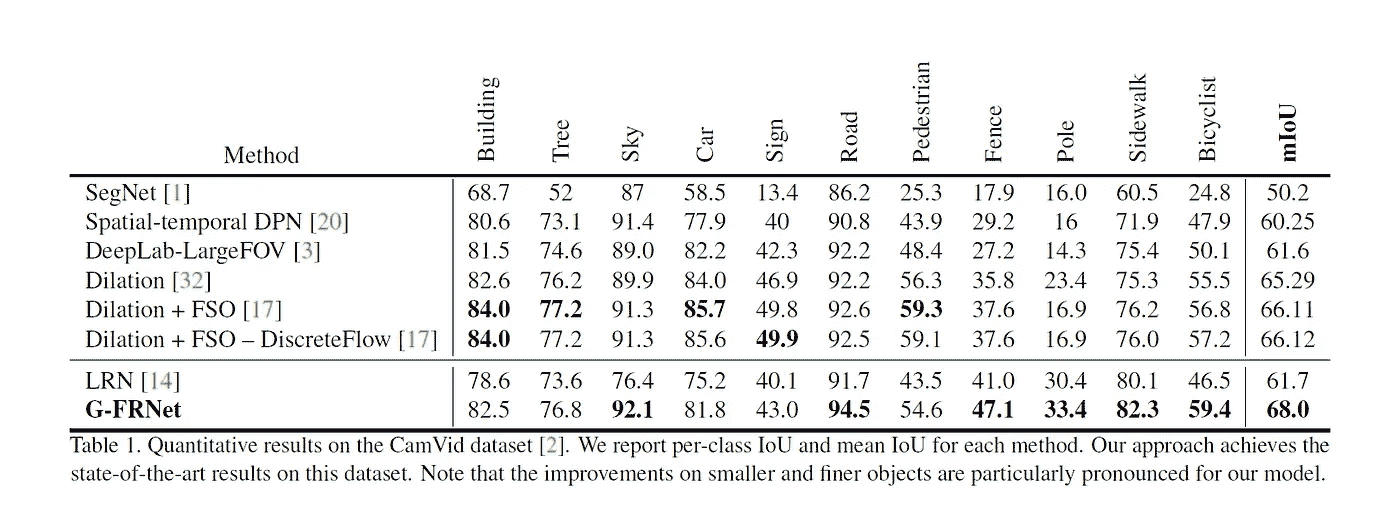 Method Building Tree Sky Car Sign Road Pedestrian Fence Pole Sidewalk Bicyclist mIoU
SegNet [1] 68.7 52 87 58.5 13.4 86.2 25.3 17.9 16.0 60.5 24.8 50.2
Spatial-temporal DPN [20] 80.6 73.1 91.4 77.9 40 90.8 43.9 29.2 16 71.9 47.9 60.25
DeepLab-LargeFOV [3] 81.5 74.6 89.0 82.2 42.3 92.2 48.4 27.2 14.3 75.4 50.1 61.6
Dilation [32] 82.6 76.2 89.9 84.0 46.9 92.2 56.3 35.8 23.4 75.3 55.5 65.29
Dilation + FSO [17] 84.0 77.2 91.3 85.7 49.8 92.6 59.3 37.6 16.9 76.2 56.8 66.11
Dilation + FSO – DiscreteFlow [17] 84.0 77.2 91.3 85.6 49.9 92.5 59.1 37.6 16.9 76.0 57.2 66.12
LRN [14] 78.6 73.6 76.4 75.2 40.1 91.7 43.5 41.0 30.4 80.1 46.5 61.7
G-FRNet 82.5 76.8 92.1 81.8 43.0 94.5 54.6 47.1 33.4 82.3 59.4 68.0
Table 1. Quantitative results on the CamVid dataset [2]. We report per-class IoU and mean IoU for each method. Our approach achieves the
state-of-the-art results on this dataset. Note that the improvements on smaller and finer objects are particularly pronounced for our model.